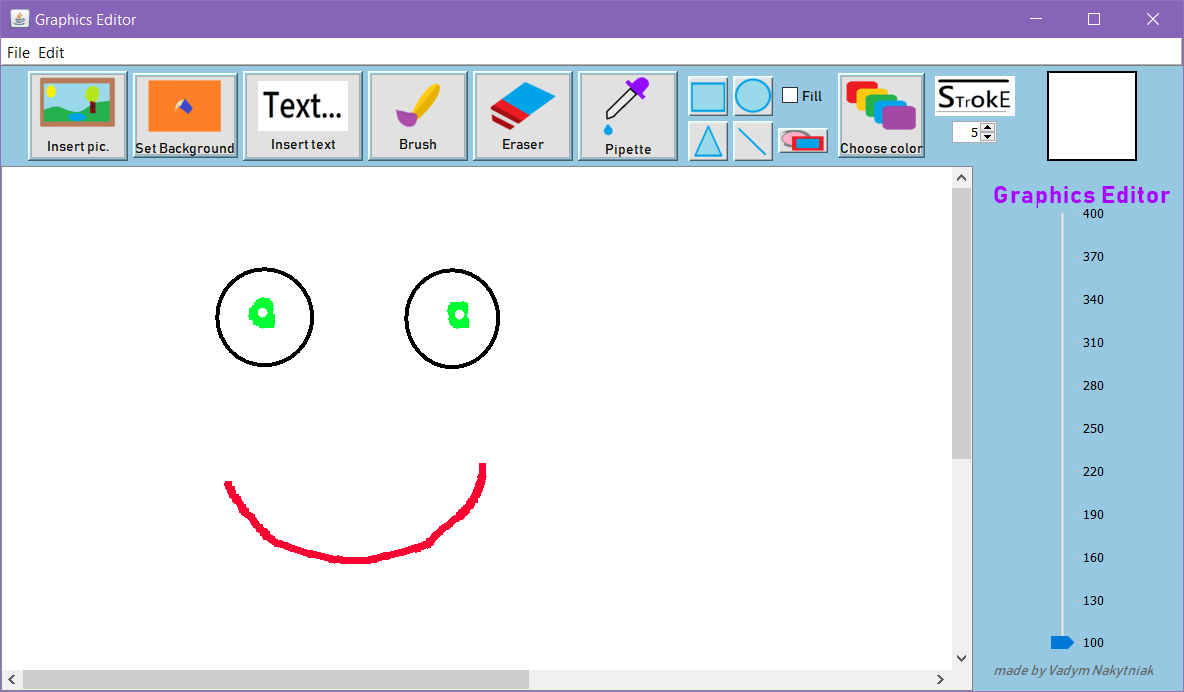 Graphics Editor
File Edit
Text...
Insert pic.
Set Background
Insert text
Brush
Eraser
Pipette
Fill
Choose color
STrokE
5
Graphics Editor
400
370
340
310
280
250
220
190
160
130
100
made by Vadym Nakytniak